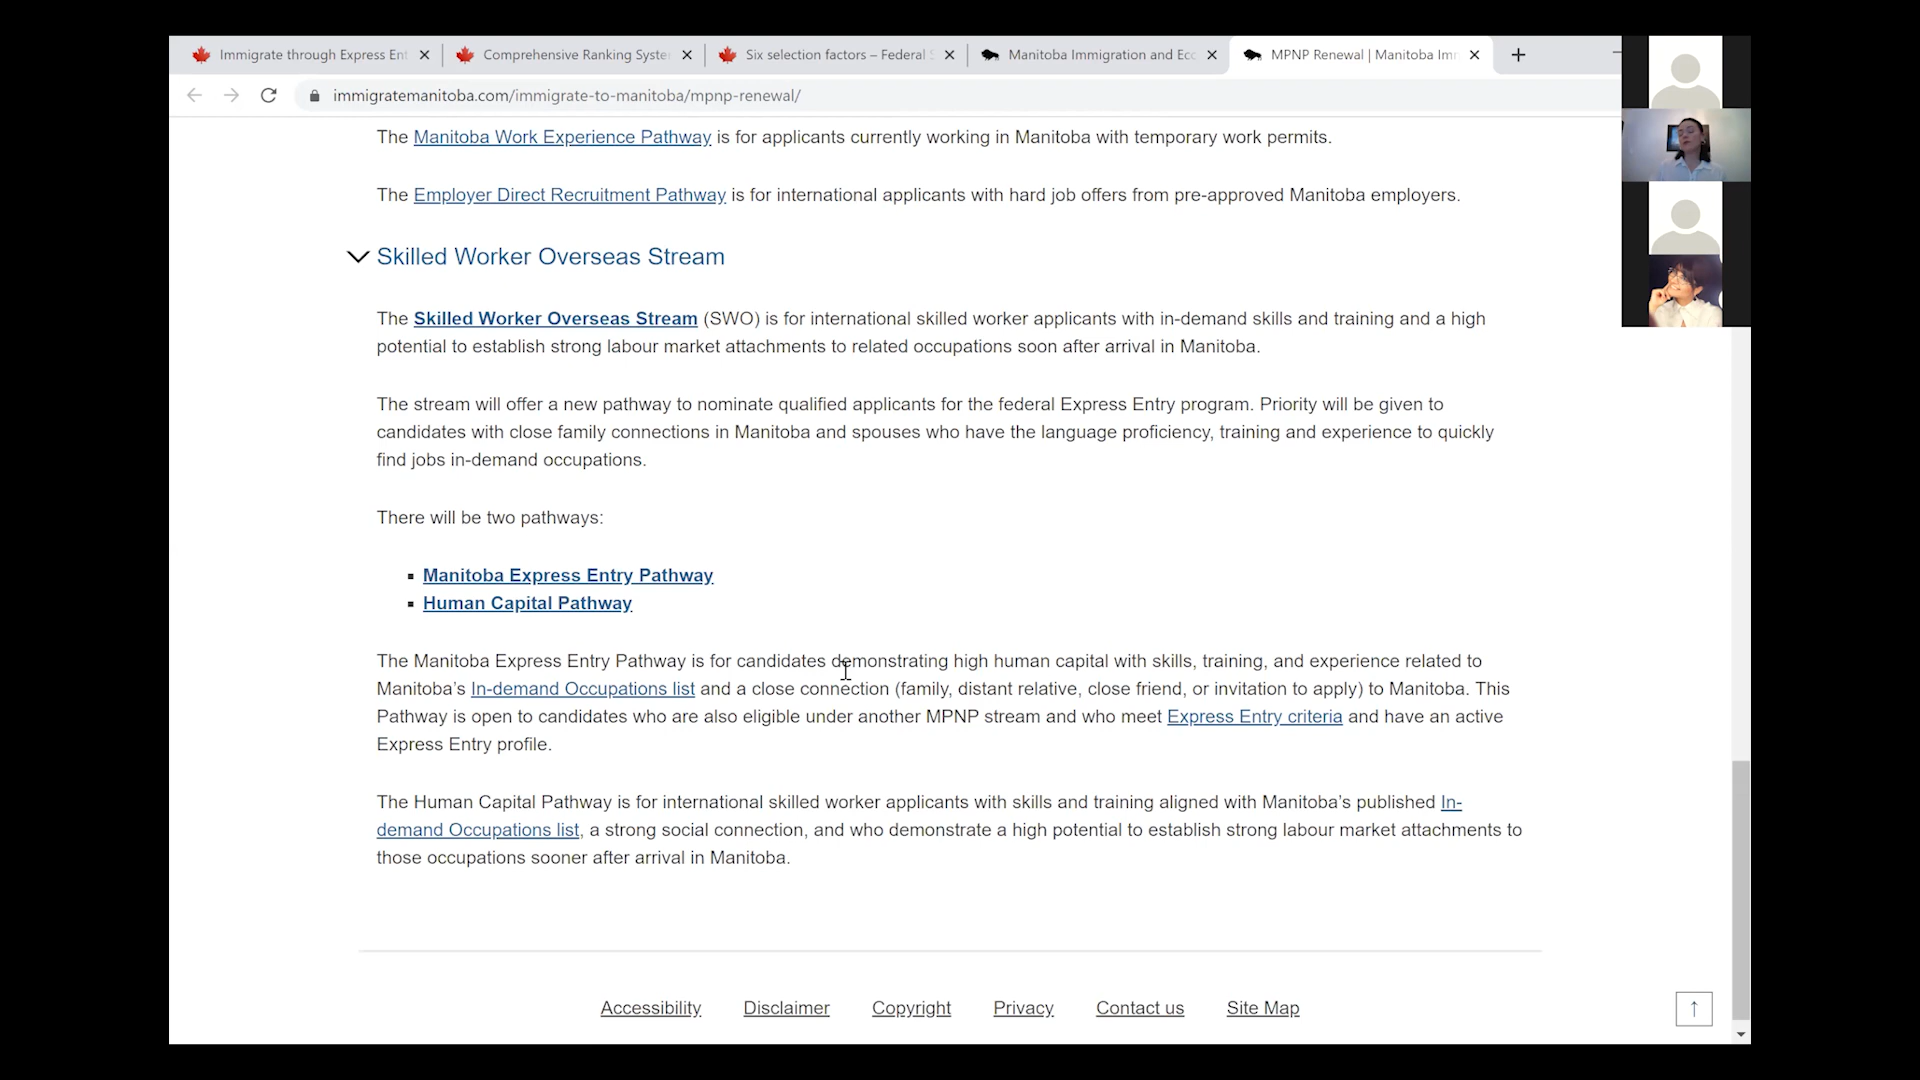 Immigrate through Express Ent
Comprehensive Ranking Syste
Six selection factors – Federal S
Manitoba Immigration and Eco
MPNP Renewal | Manitoba Imm
immigratemanitoba.com/immigrate-to-manitoba/mpnp-renewal/
The Manitoba Work Experience Pathway is for applicants currently working in Manitoba with temporary work permits.
The Employer Direct Recruitment Pathway is for international applicants with hard job offers from pre-approved Manitoba employers.
Skilled Worker Overseas Stream
The Skilled Worker Overseas Stream (SWO) is for international skilled worker applicants with in-demand skills and training and a high
potential to establish strong labour market attachments to related occupations soon after arrival in Manitoba.
The stream will offer a new pathway to nominate qualified applicants for the federal Express Entry program. Priority will be given to
candidates with close family connections in Manitoba and spouses who have the language proficiency, training and experience to quickly
find jobs in-demand occupations.
There will be two pathways:
Manitoba Express Entry Pathway
Human Capital Pathway
The Manitoba Express Entry Pathway is for candidates demonstrating high human capital with skills, training, and experience related to
Manitoba’s In-demand Occupations list and a close connection (family, distant relative, close friend, or invitation to apply) to Manitoba. This
Pathway is open to candidates who are also eligible under another MPNP stream and who meet Express Entry criteria and have an active
Express Entry profile.
The Human Capital Pathway is for international skilled worker applicants with skills and training aligned with Manitoba’s published In-
demand Occupations list, a strong social connection, and who demonstrate a high potential to establish strong labour market attachments to
those occupations sooner after arrival in Manitoba.
Accessibility Disclaimer Copyright Privacy Contact us Site Map